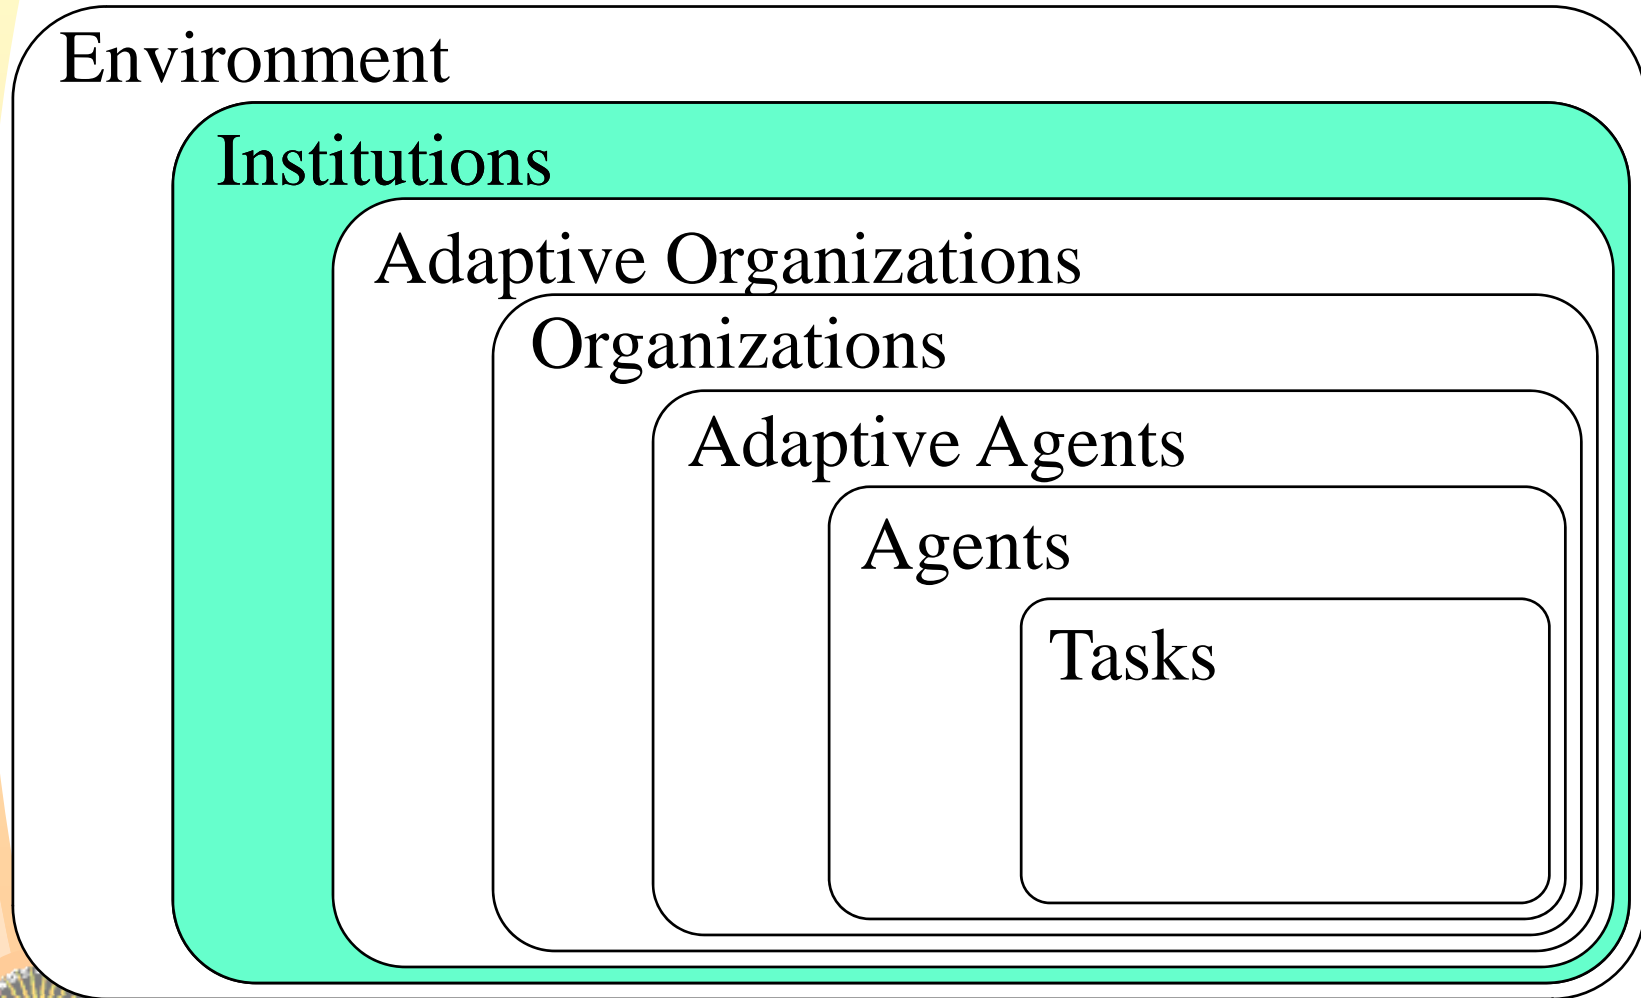 Environment
Institutions
Adaptive Organizations
Organizations
Adaptive Agents
Agents
Tasks